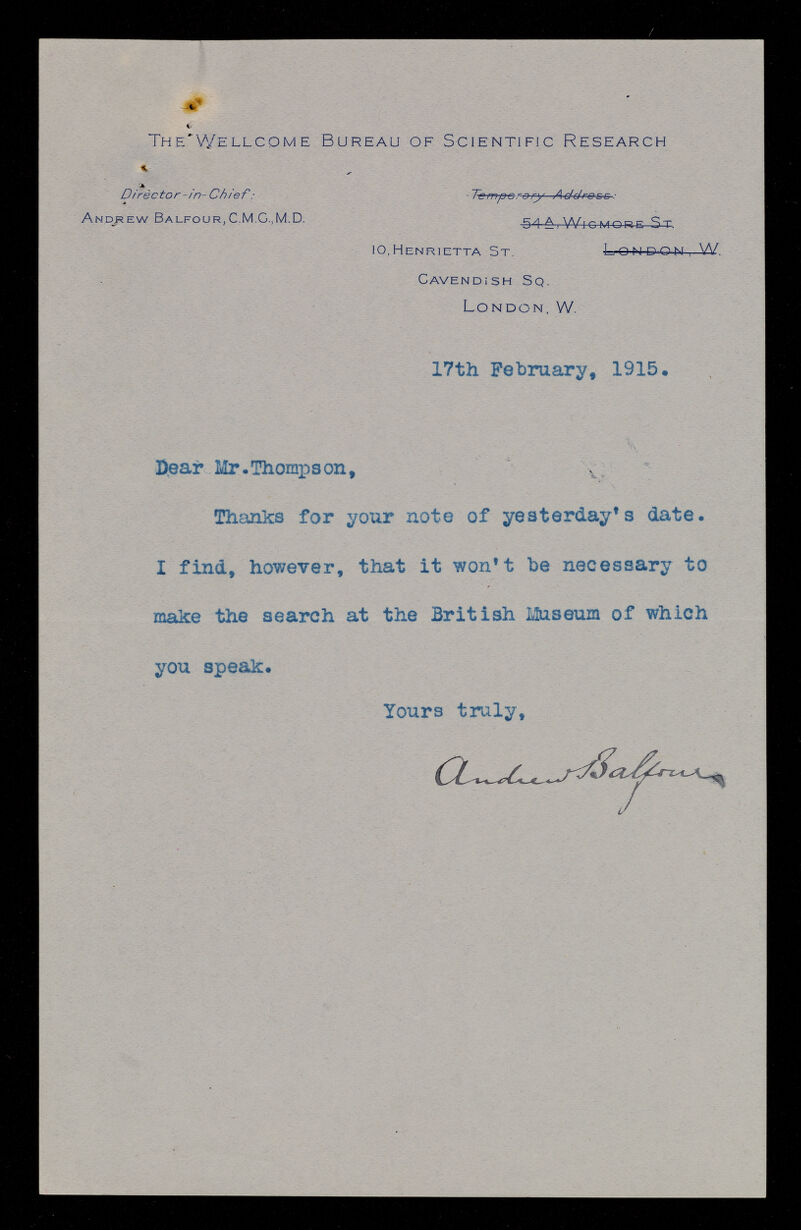 THE WELLCOME BUREAU OF SCIENTIFIC RESEARCH
Director-in-Chief:
ANDREW BALFOUR, C.M.G., M.D.
Temporary Address:
54A, WIGMORE ST.
LONDON, W.
10, HENRIETTA ST.
CAVENDISH SQ.
LONDON, W.
17th February, 1915.
Dear Mr.Thompson,
Thanks for your note of yesterday's date.
I find, however, that it won't be necessary to
make the search at the British Museum of which
you speak.
Yours truly,
Andrew Balfour